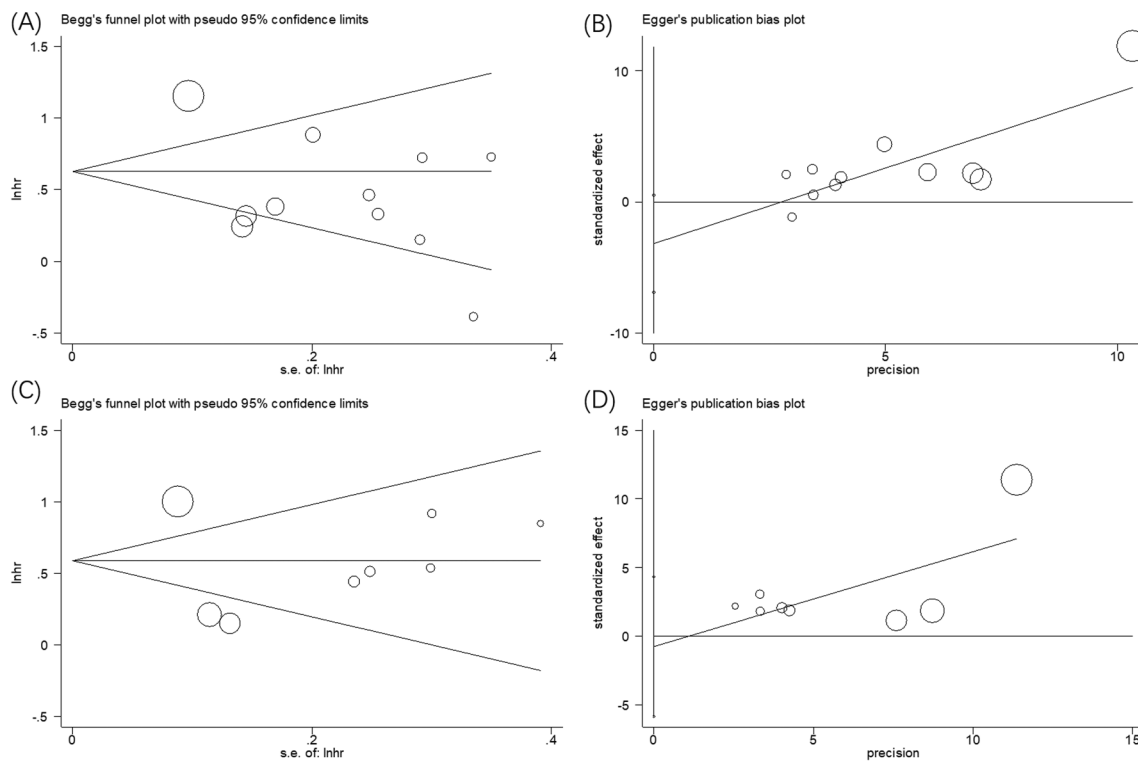 (A)
Begg's funnel plot with pseudo 95% confidence limits
1.5
1
.5
0
-.5
lnhr
0
.2
.4
s.e. of: lnhr
(B)
Egger's publication bias plot
10
0
-10
standardized effect
0
5
10
precision
(C)
Begg's funnel plot with pseudo 95% confidence limits
1.5
1
.5
0
-.5
lnhr
0
.2
.4
s.e. of: lnhr
(D)
Egger's publication bias plot
15
10
5
0
-5
standardized effect
0
5
10
15
precision